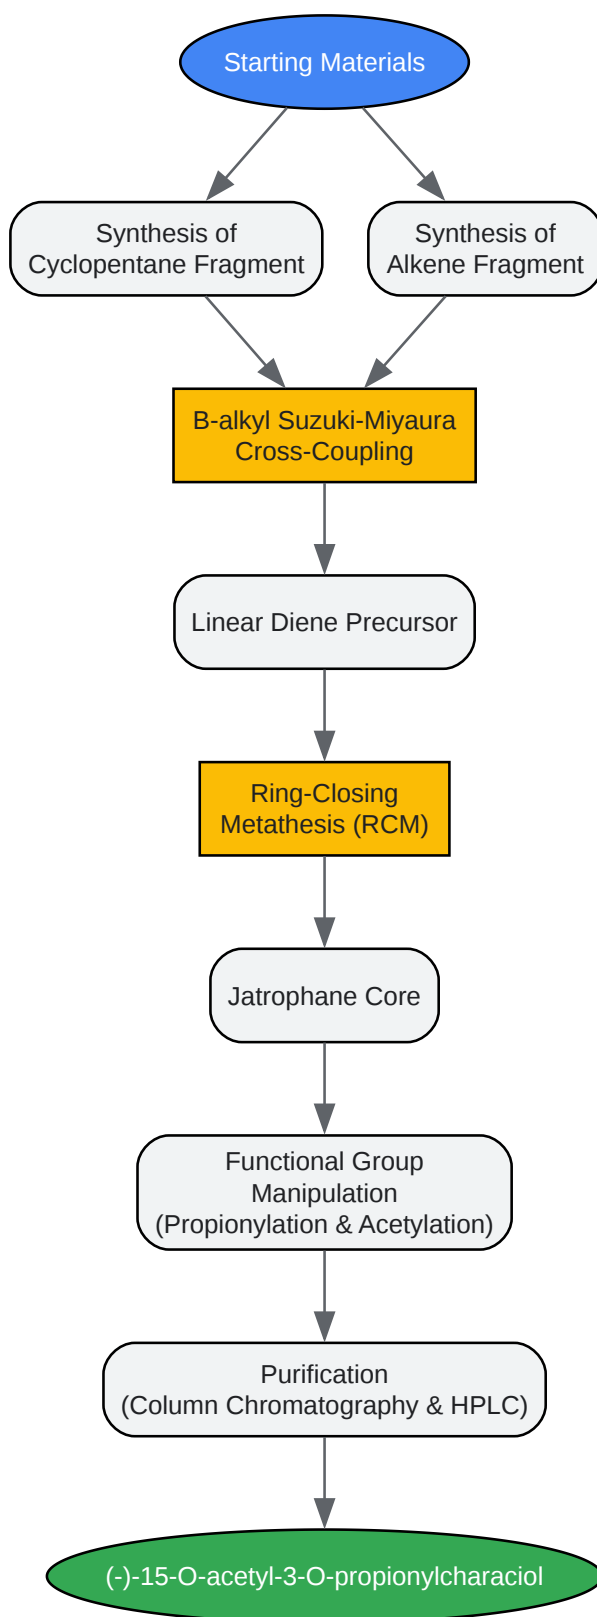 Starting Materials
Synthesis of
Cyclopentane Fragment
Synthesis of
Alkene Fragment
B-alkyl Suzuki-Miyaura
Cross-Coupling
Linear Diene Precursor
Ring-Closing
Metathesis (RCM)
Jatrophane Core
Functional Group
Manipulation
(Propionylation & Acetylation)
Purification
(Column Chromatography & HPLC)
(-)-15-O-acetyl-3-O-propionylcharaciol